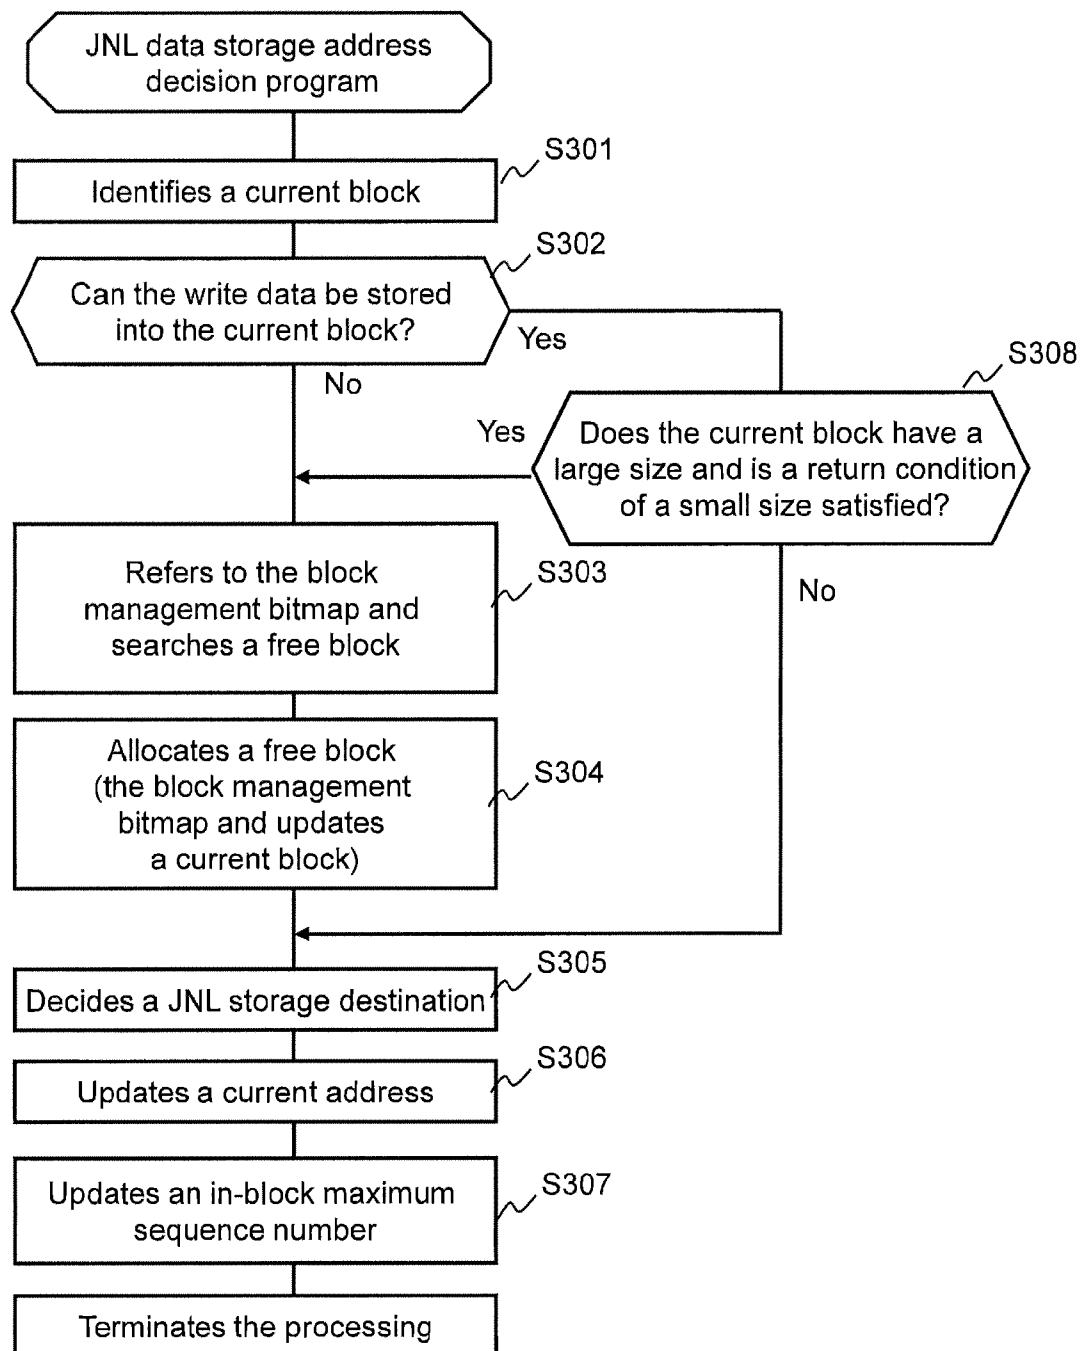 JNL data storage address
decision program
S301
Identifies a current block
S302
Can the write data be stored
into the current block?
Yes
No
S308
Yes
Does the current block have a
large size and is a return condition
of a small size satisfied?
No
S303
Refers to the block
management bitmap and
searches a free block
S304
Allocates a free block
(the block management
bitmap and updates
a current block)
S305
Decides a JNL storage destination
S306
Updates a current address
S307
Updates an in-block maximum
sequence number
Terminates the processing